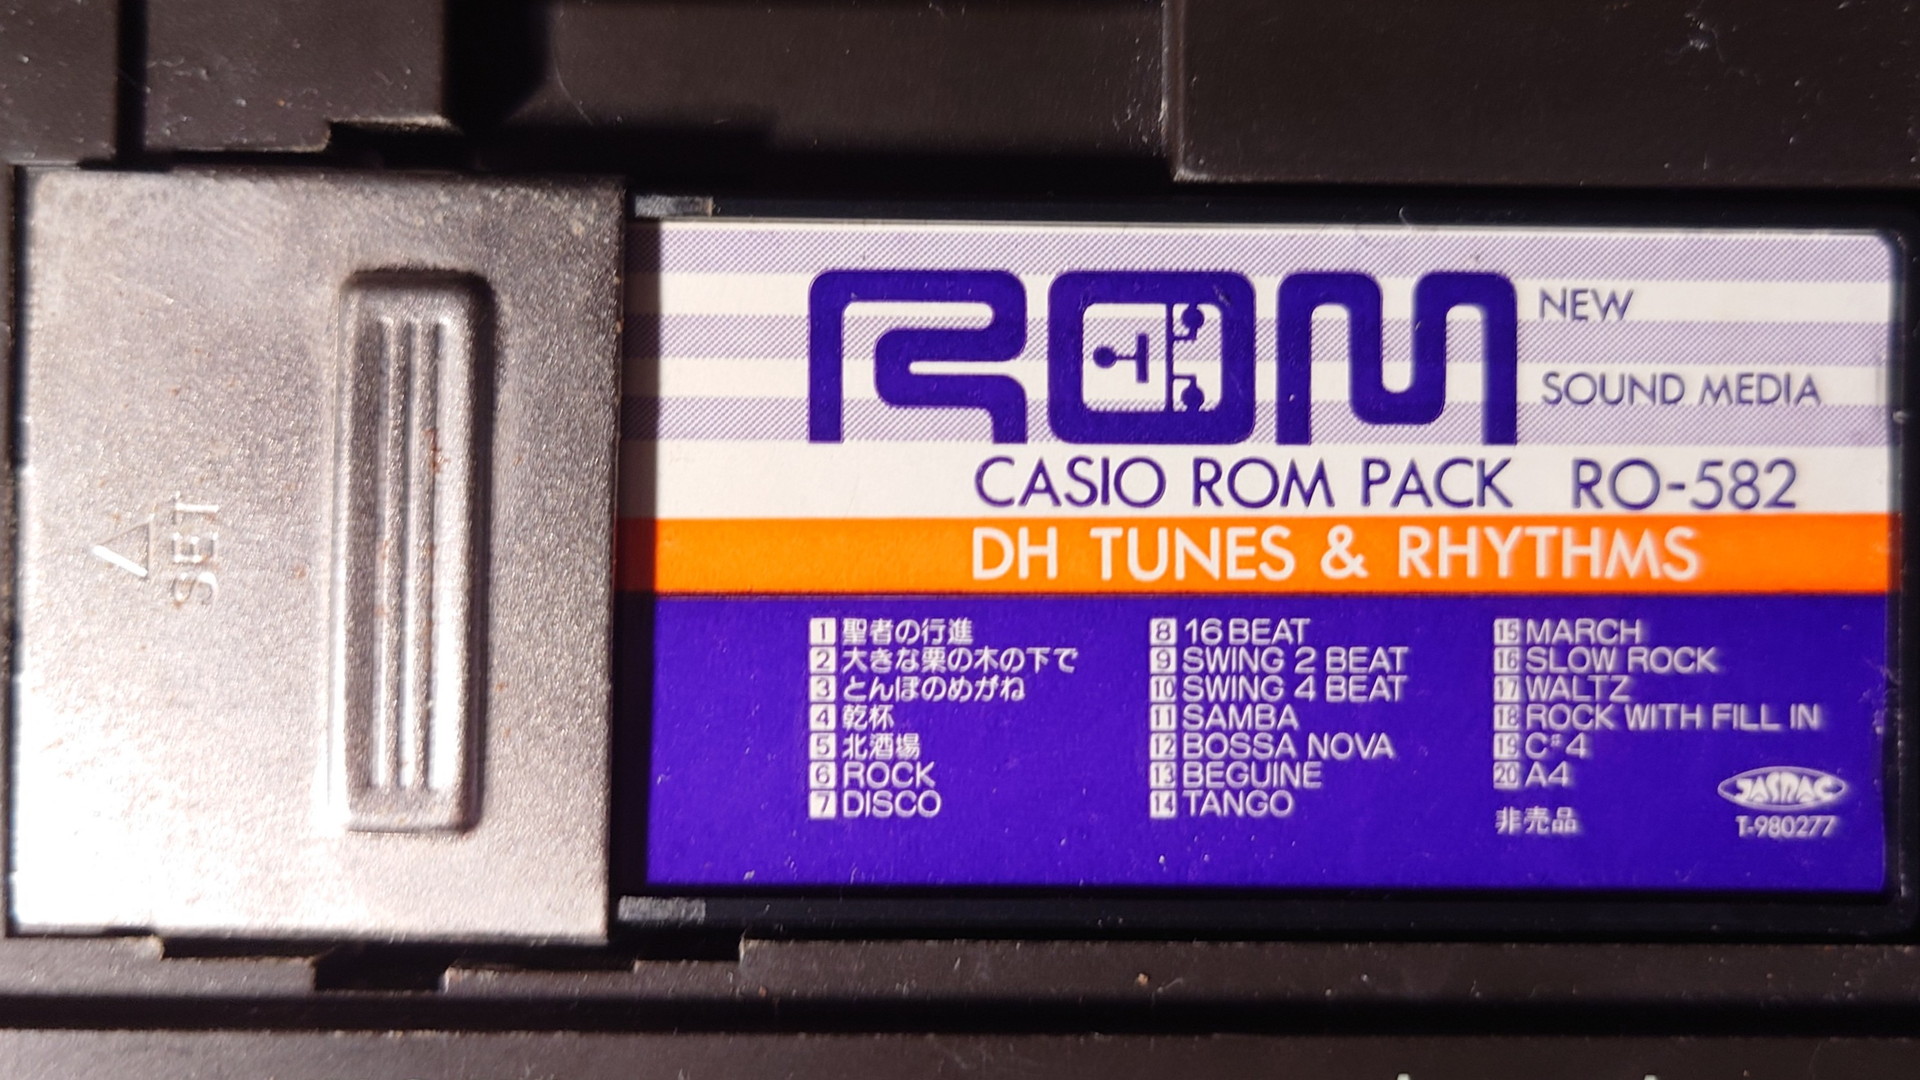 SET
ROM
NEW
SOUND MEDIA
CASIO ROM PACK RO-582
DH TUNES & RHYTHMS
1 聖者の行進
2 大きな栗の木の下で
3 とんぼのめがね
4 乾杯
5 北酒場
6 ROCK
7 DISCO
8 16 BEAT
9 SWING 2 BEAT
10 SWING 4 BEAT
11 SAMBA
12 BOSSA NOVA
13 BEGUINE
14 TANGO
15 MARCH
16 SLOW ROCK
17 WALTZ
18 ROCK WITH FILL IN
19 C♯4
20 A4
非売品
JASRAC
T-980277